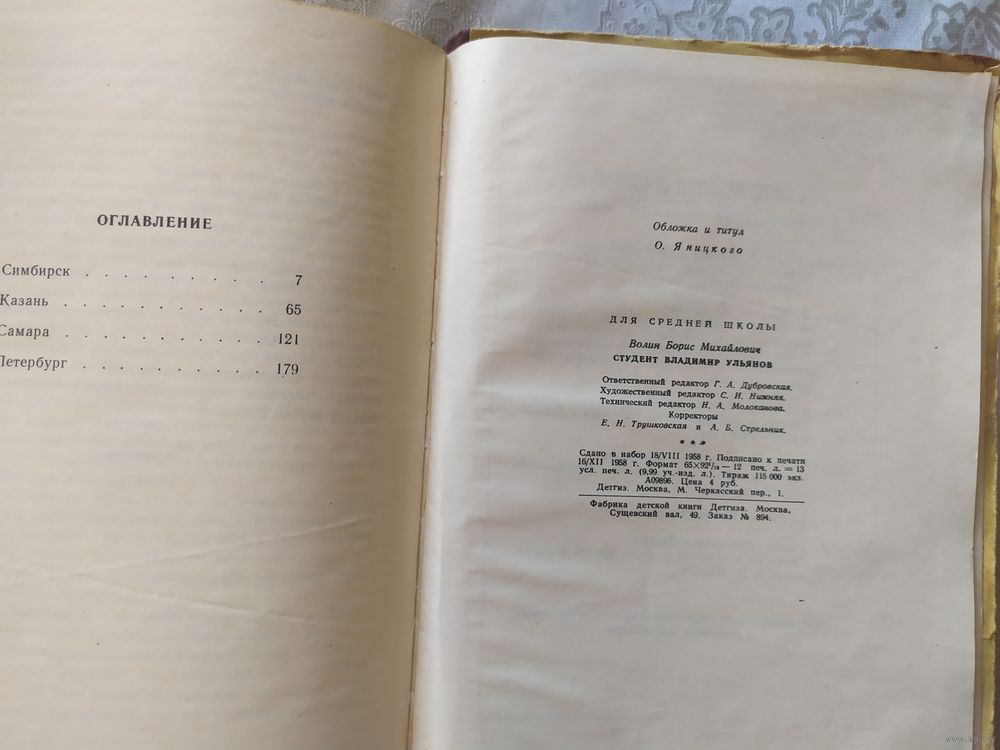 ОГЛАВЛЕНИЕ
Симбирск . . . . . . . . . . 7
Казань . . . . . . . . . . . 65
Самара . . . . . . . . . . . 121
Петербург . . . . . . . . . . 179
Обложка и титул
О. Яницкого
ДЛЯ СРЕДНЕЙ ШКОЛЫ
Волин Борис Михайлович
СТУДЕНТ ВЛАДИМИР УЛЬЯНОВ
Ответственный редактор Г. А. Дубровская.
Художественный редактор С. И. Нижняя.
Технический редактор Н. А. Молоканова.
Корректоры
Е. Н. Трушковская и А. Б. Стрельник.
* * *
Сдано в набор 18/VIII 1958 г. Подписано к печати
16/XII 1958 г. Формат 65×92¹/₁₆ — 12 печ. л. = 13
усл. печ. л. (9,99 уч.-изд. л.). Тираж 115 000 экз.
А09896. Цена 4 руб.
Детгиз. Москва, М. Черкасский пер., 1.
Фабрика детской книги Детгиза. Москва,
Сущевский вал, 49. Заказ № 894.